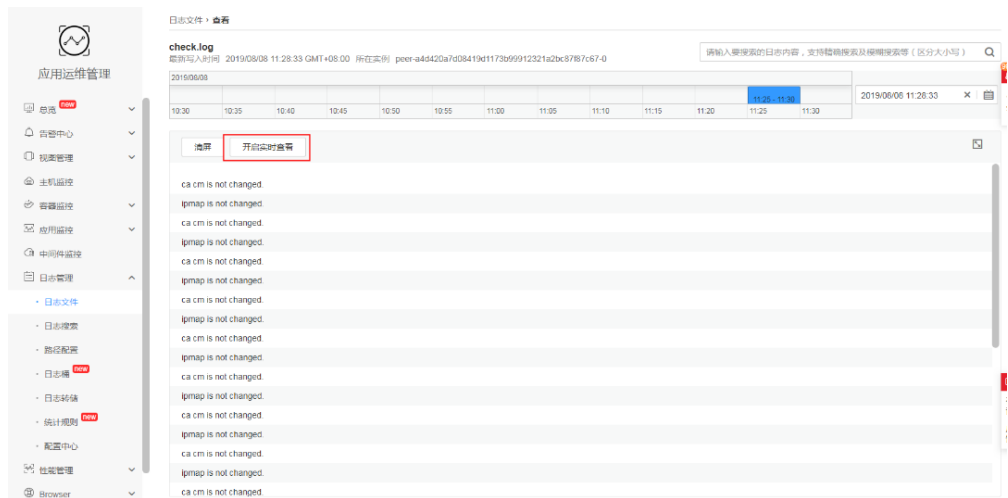 日志文件 › 查看
check.log
最新写入时间 2019/08/08 11:28:33 GMT+08:00 所在实例 peer-a4d420a7d08419d1173b99912321a2bc87f87c67-0
请输入要搜索的日志内容，支持精确搜索及模糊搜索等（区分大小写）
2019/08/08
11:25 - 11:30
10:30 10:35 10:40 10:45 10:50 10:55 11:00 11:05 11:10 11:15 11:20 11:25 11:30
2019/08/08 11:28:33
清屏 开启实时查看
ca cm is not changed.
ipmap is not changed.
ca cm is not changed.
ipmap is not changed.
ca cm is not changed.
ipmap is not changed.
ca cm is not changed.
ipmap is not changed.
ca cm is not changed.
ipmap is not changed.
ca cm is not changed.
ipmap is not changed.
ca cm is not changed.
ipmap is not changed.
ca cm is not changed.
ipmap is not changed.
ca cm is not changed.
应用运维管理
总览 new
告警中心
视图管理
主机监控
容器监控
应用监控
中间件监控
日志管理
日志文件
日志搜索
路径配置
日志桶 new
日志转储
统计规则 new
配置中心
性能管理
Browser